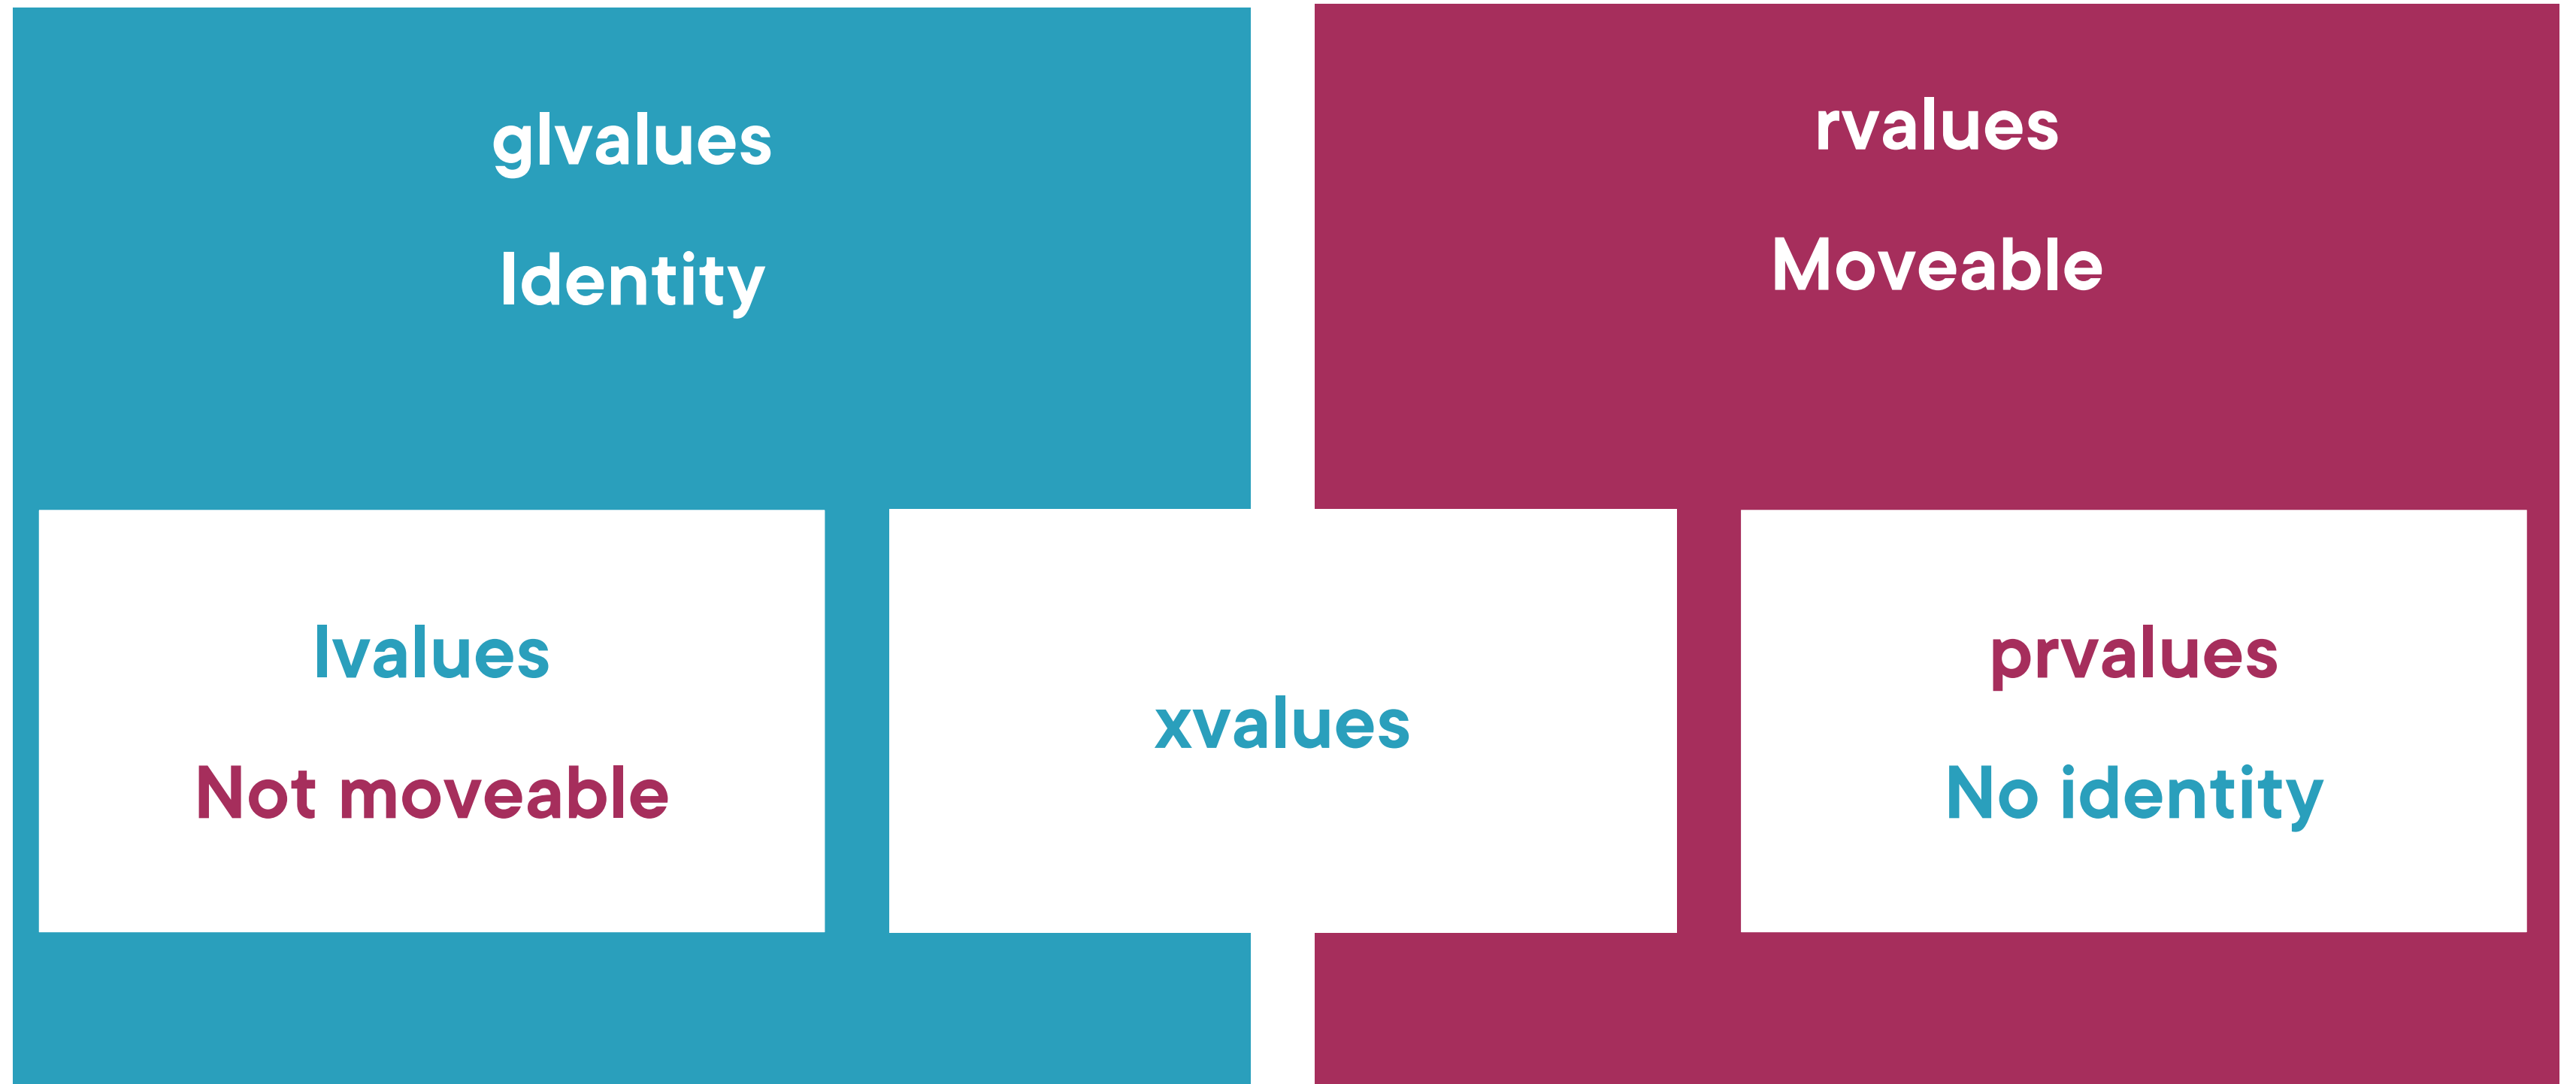 glvalues
Identity
rvalues
Moveable
lvalues
Not moveable
xvalues
prvalues
No identity